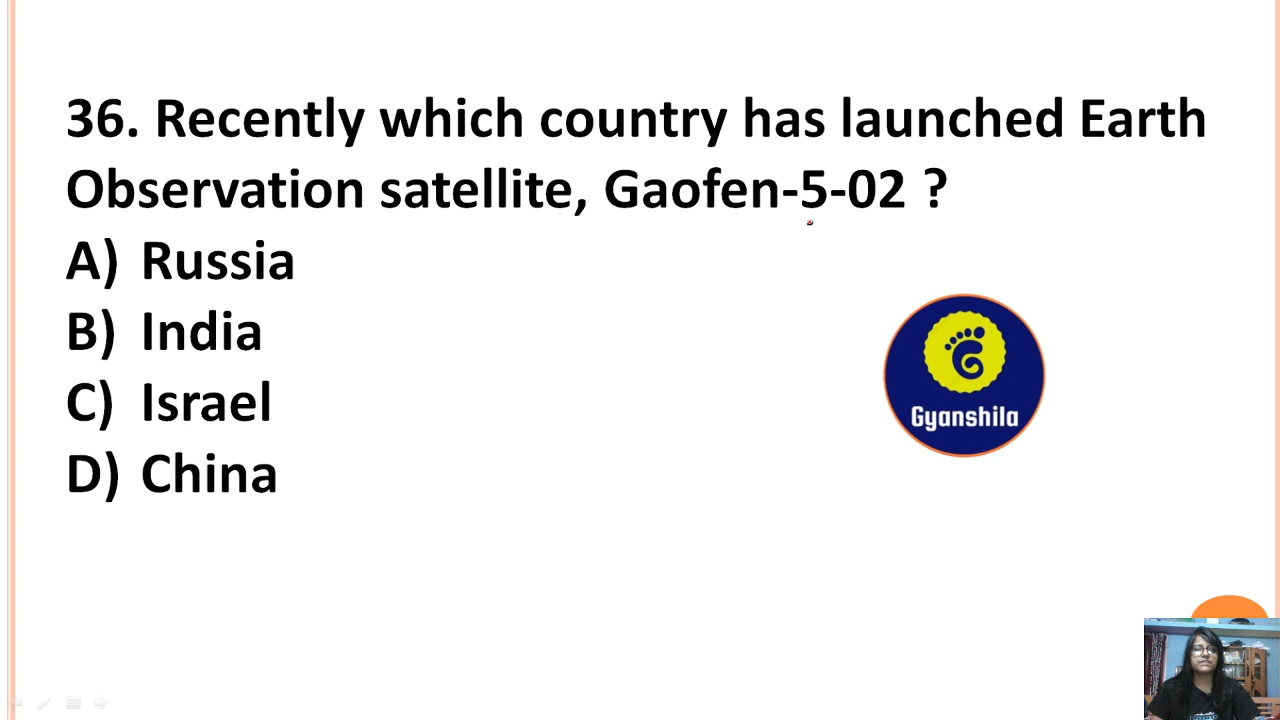 36. Recently which country has launched Earth
Observation satellite, Gaofen-5-02 ?
A) Russia
B) India
C) Israel
D) China
Gyanshila